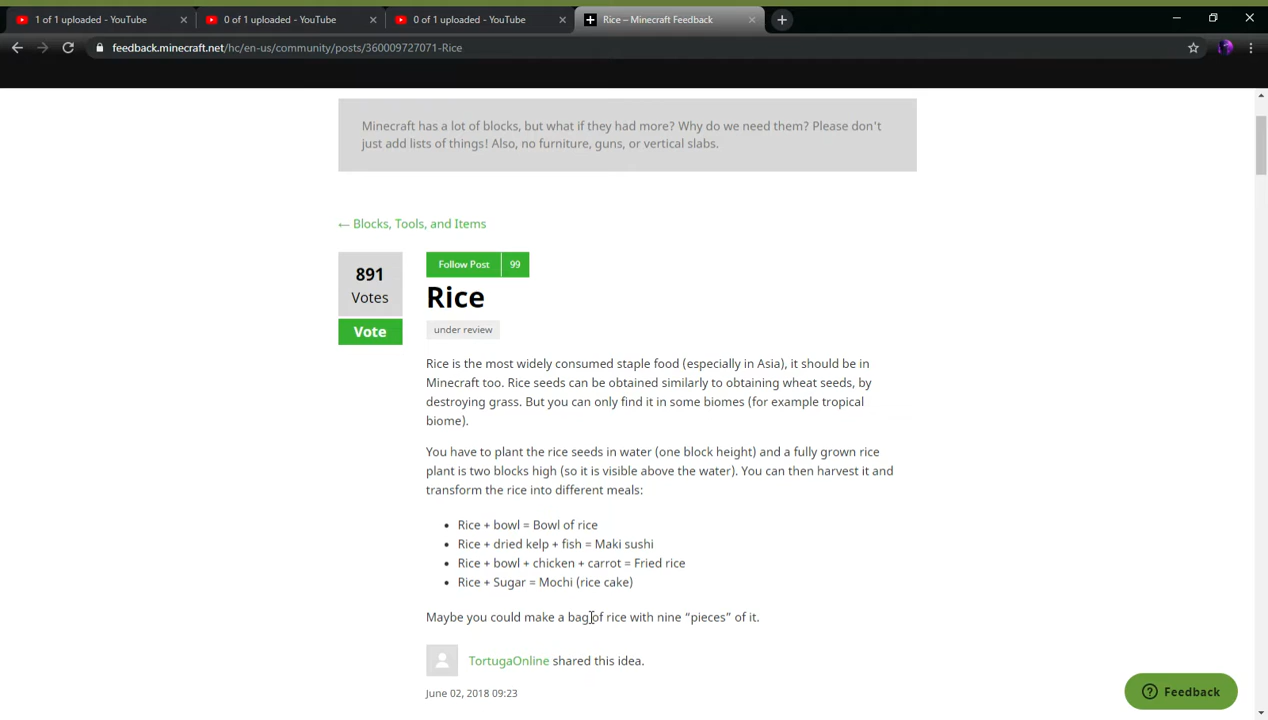 1 of 1 uploaded - YouTube
0 of 1 uploaded - YouTube
0 of 1 uploaded - YouTube
Rice – Minecraft Feedback
feedback.minecraft.net/hc/en-us/community/posts/360009727071-Rice
Minecraft has a lot of blocks, but what if they had more? Why do we need them? Please don't
just add lists of things! Also, no furniture, guns, or vertical slabs.
← Blocks, Tools, and Items
891
Votes
Vote
Follow Post 99
Rice
under review
Rice is the most widely consumed staple food (especially in Asia), it should be in
Minecraft too. Rice seeds can be obtained similarly to obtaining wheat seeds, by
destroying grass. But you can only find it in some biomes (for example tropical
biome).
You have to plant the rice seeds in water (one block height) and a fully grown rice
plant is two blocks high (so it is visible above the water). You can then harvest it and
transform the rice into different meals:
• Rice + bowl = Bowl of rice
• Rice + dried kelp + fish = Maki sushi
• Rice + bowl + chicken + carrot = Fried rice
• Rice + Sugar = Mochi (rice cake)
Maybe you could make a bag of rice with nine “pieces” of it.
TortugaOnline shared this idea.
June 02, 2018 09:23
Feedback